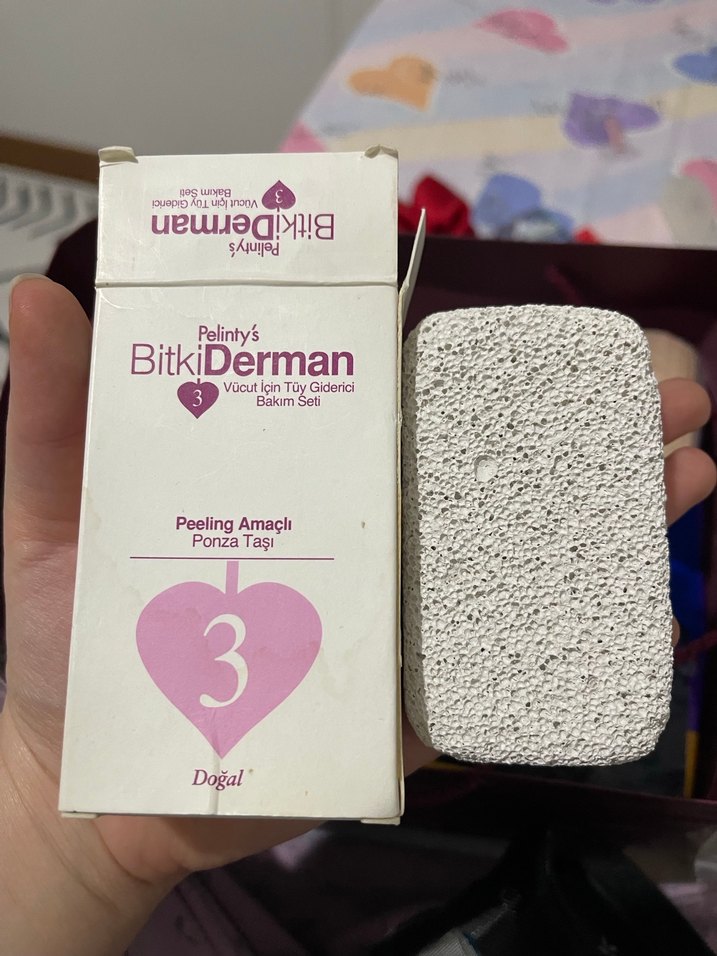 Pelinty's
BitkiDerman
3 Vücut İçin Tüy Giderici
Bakım Seti
Pelinty's
BitkiDerman
3 Vücut İçin Tüy Giderici
Bakım Seti
Peeling Amaçlı
Ponza Taşı
3
Doğal